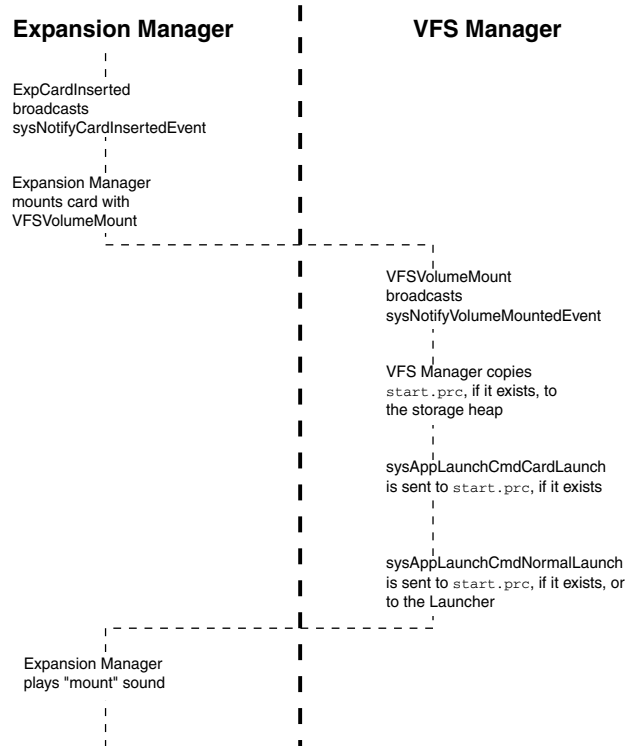 Expansion Manager
VFS Manager
ExpCardInserted
broadcasts
sysNotifyCardInsertedEvent
Expansion Manager
mounts card with
VFSVolumeMount
VFSVolumeMount
broadcasts
sysNotifyVolumeMountedEvent
VFS Manager copies
start.prc, if it exists, to
the storage heap
sysAppLaunchCmdCardLaunch
is sent to start.prc, if it exists
sysAppLaunchCmdNormalLaunch
is sent to start.prc, if it exists, or
to the Launcher
Expansion Manager
plays "mount" sound